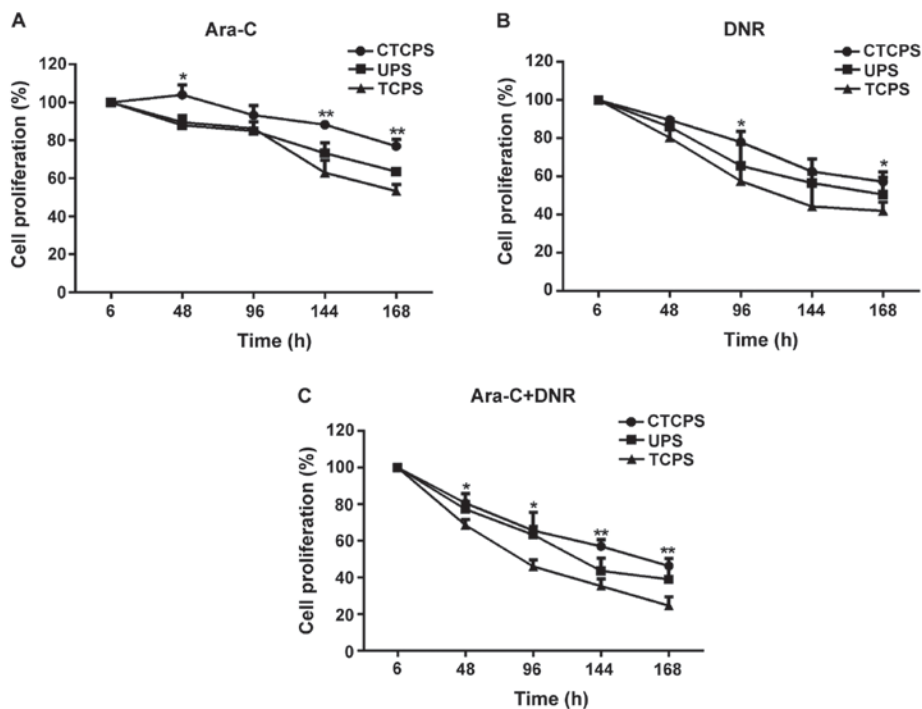 A
Ara-C
CTCPS
UPS
TCPS
Cell proliferation (%)
120
100
80
60
40
20
0
*
**
**
6 48 96 144 168
Time (h)
B
DNR
CTCPS
UPS
TCPS
Cell proliferation (%)
120
100
80
60
40
20
0
*
*
6 48 96 144 168
Time (h)
C
Ara-C+DNR
CTCPS
UPS
TCPS
Cell proliferation (%)
120
100
80
60
40
20
0
*
*
**
**
6 48 96 144 168
Time (h)